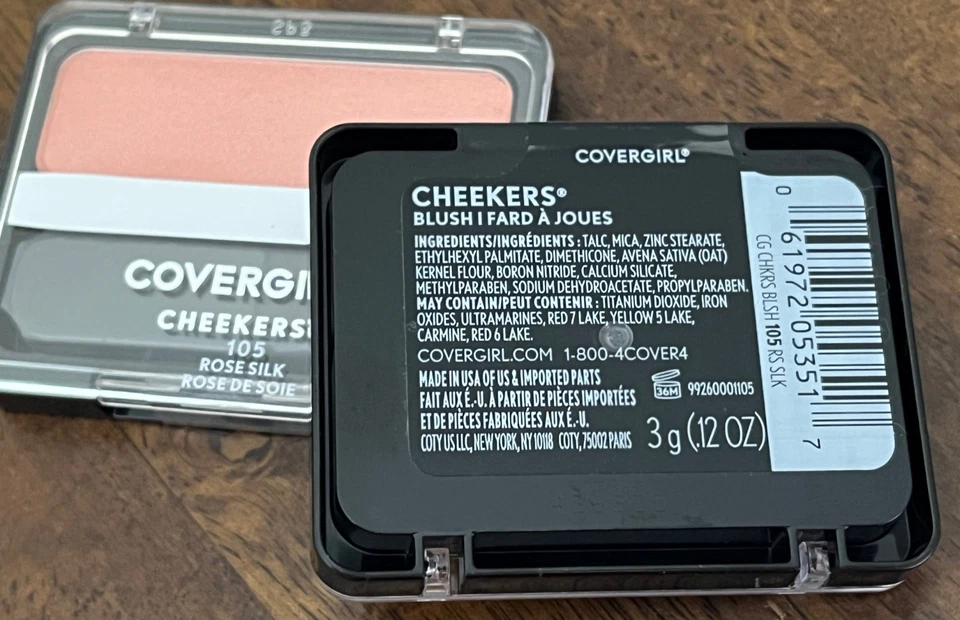 COVERGI
CHEEKERS
105
ROSE SILK
ROSE DE SOIE
COVERGIRL®
CHEEKERS®
BLUSH | FARD À JOUES
INGREDIENTS/INGRÉDIENTS : TALC, MICA, ZINC STEARATE,
ETHYLHEXYL PALMITATE, DIMETHICONE, AVENA SATIVA (OAT)
KERNEL FLOUR, BORON NITRIDE, CALCIUM SILICATE,
METHYLPARABEN, SODIUM DEHYDROACETATE, PROPYLPARABEN.
MAY CONTAIN/PEUT CONTENIR : TITANIUM DIOXIDE, IRON
OXIDES, ULTRAMARINES, RED 7 LAKE, YELLOW 5 LAKE,
CARMINE, RED 6 LAKE.
COVERGIRL.COM 1-800-4COVER4
MADE IN USA OF US & IMPORTED PARTS
FAIT AUX É.-U. À PARTIR DE PIÈCES IMPORTÉES
ET DE PIÈCES FABRIQUÉES AUX É.-U.
COTY US LLC, NEW YORK, NY 10118 COTY, 75002 PARIS
36M
99260001105
3 g (.12 OZ)
CG CHKRS BLSH 105 RS SLK
0 61972 05351 7